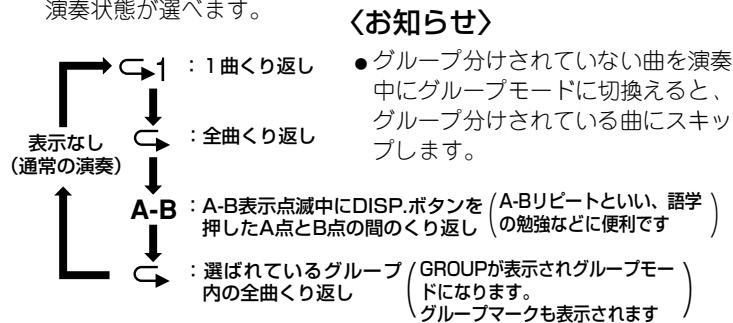 演奏状態が選べます。
〈お知らせ〉
●グループ分けされていない曲を演奏
中にグループモードに切換えると、
グループ分けされている曲にスキッ
プします。
1 ：1曲くり返し
：全曲くり返し
表示なし
（通常の演奏）
A-B ：A-B表示点滅中にDISP.ボタンを
押したA点とB点の間のくり返し
（A-Bリピートといい、語学
の勉強などに便利です）
：選ばれているグループ
内の全曲くり返し
（GROUPが表示されグループモー
ドになります。
グループマークも表示されます）